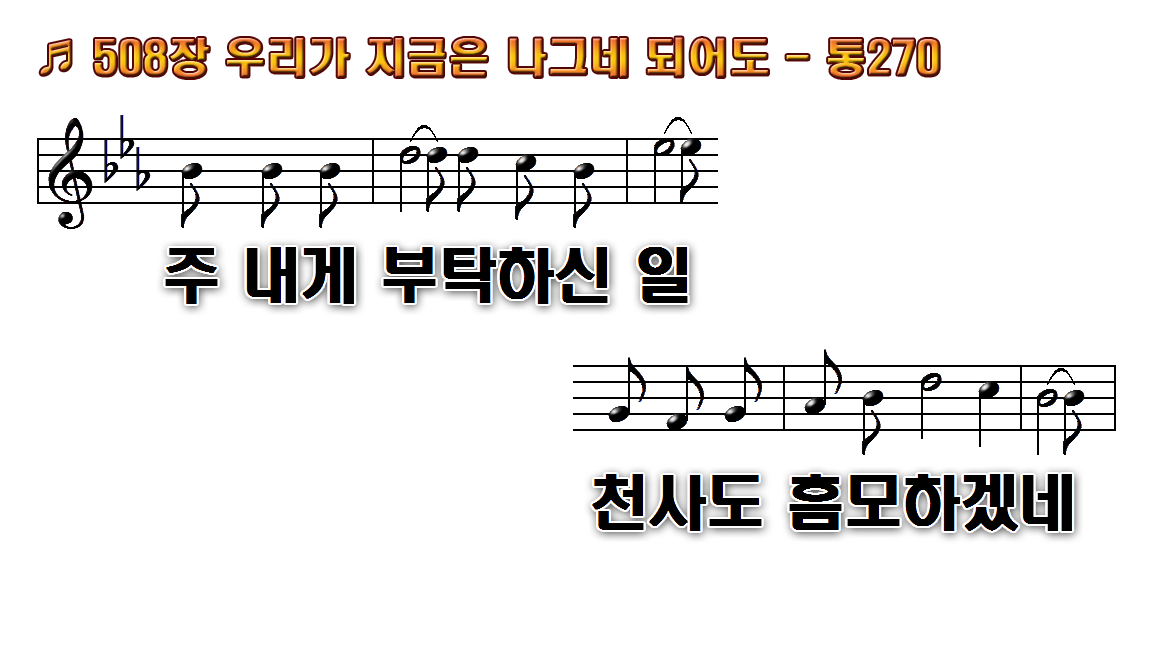 ♬ 508장 우리가 지금은 나그네 되어도 - 통270
주 내게 부탁하신 일
천사도 흠모하겠네